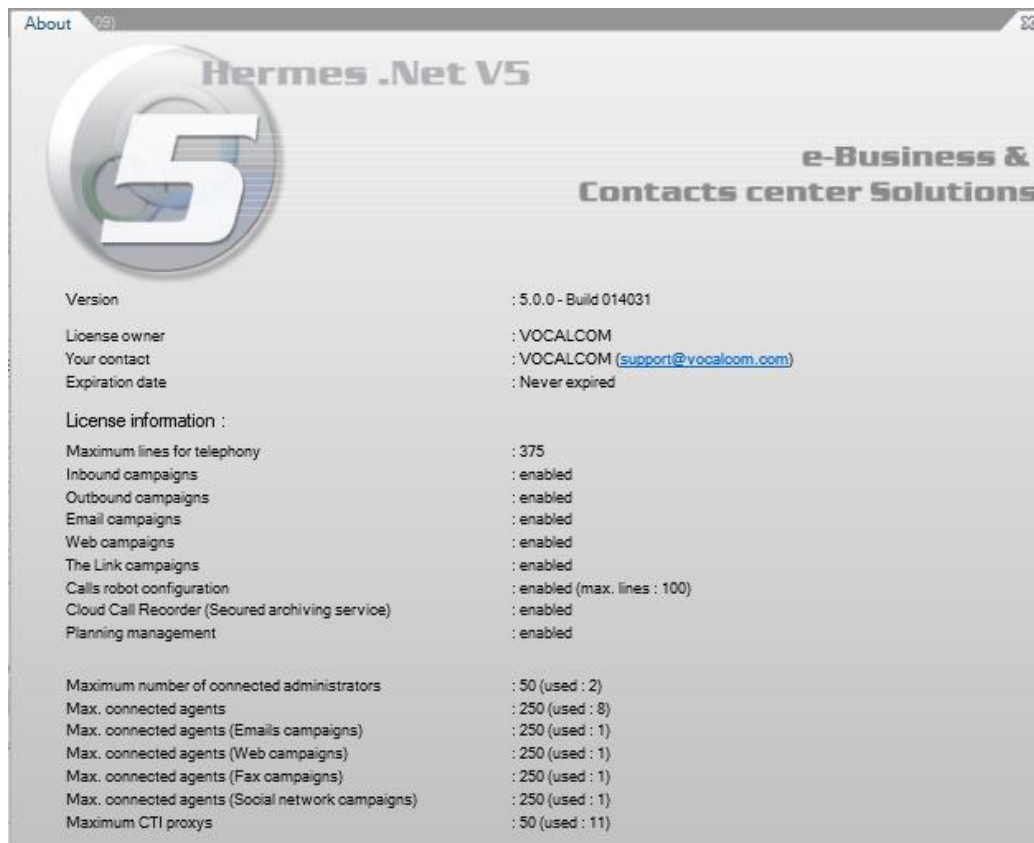 About
09)
Hermes .Net V5
5
e-Business &
Contacts center Solutions
Version : 5.0.0 - Build 014031
License owner : VOCALCOM
Your contact : VOCALCOM (support@vocalcom.com)
Expiration date : Never expired
License information :
Maximum lines for telephony : 375
Inbound campaigns : enabled
Outbound campaigns : enabled
Email campaigns : enabled
Web campaigns : enabled
The Link campaigns : enabled
Calls robot configuration : enabled (max. lines : 100)
Cloud Call Recorder (Secured archiving service) : enabled
Planning management : enabled
Maximum number of connected administrators : 50 (used : 2)
Max. connected agents : 250 (used : 8)
Max. connected agents (Emails campaigns) : 250 (used : 1)
Max. connected agents (Web campaigns) : 250 (used : 1)
Max. connected agents (Fax campaigns) : 250 (used : 1)
Max. connected agents (Social network campaigns) : 250 (used : 1)
Maximum CTI proxys : 50 (used : 11)